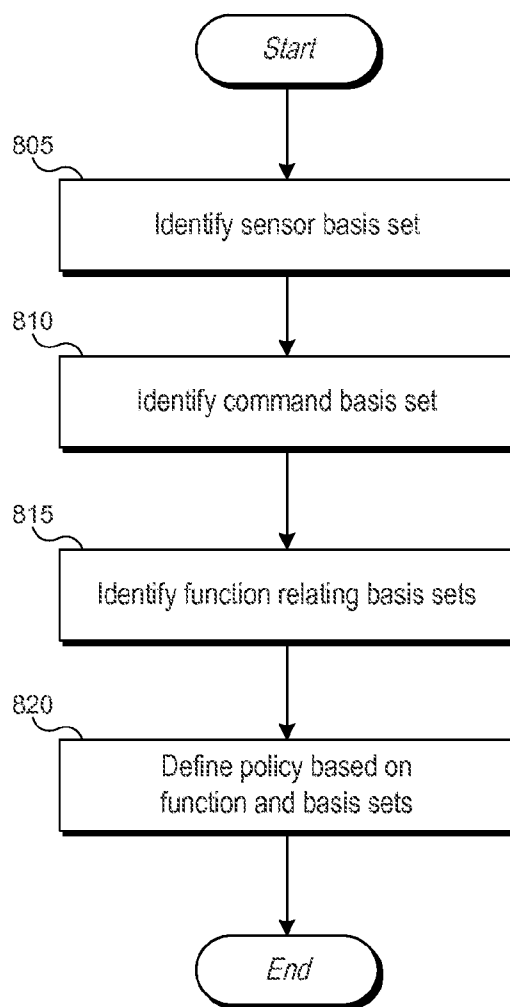 Start
805
Identify sensor basis set
810
Identify command basis set
815
Identify function relating basis sets
820
Define policy based on
function and basis sets
End